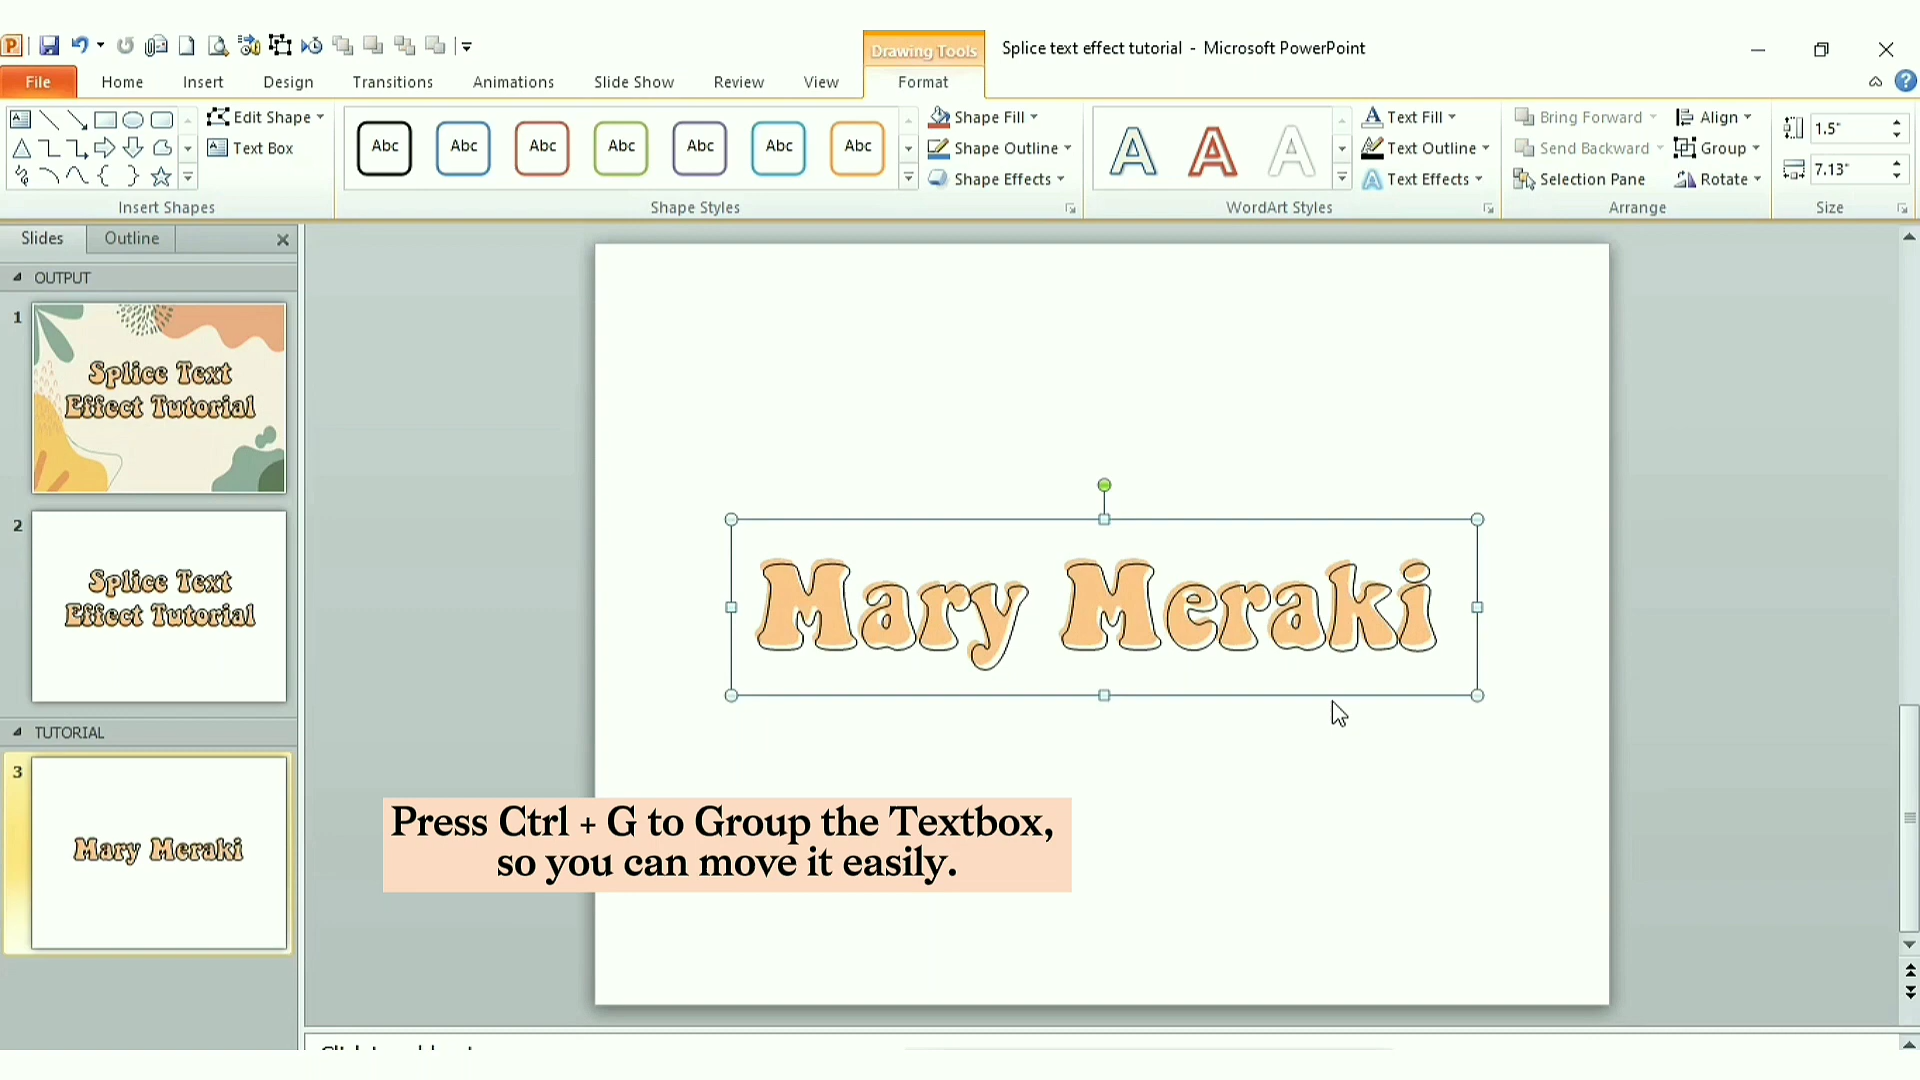 Drawing Tools
Splice text effect tutorial - Microsoft PowerPoint
File Home Insert Design Transitions Animations Slide Show Review View Format
Edit Shape
Text Box
Insert Shapes
Abc Abc Abc Abc Abc Abc Abc
Shape Fill
Shape Outline
Shape Effects
Shape Styles
A A A
Text Fill
Text Outline
Text Effects
WordArt Styles
Bring Forward
Send Backward
Selection Pane
Align
Group
Rotate
Arrange
1.5"
7.13"
Size
Slides Outline
OUTPUT
1
Splice Text
Effect Tutorial
2
Splice Text
Effect Tutorial
TUTORIAL
3
Mary Meraki
Mary Meraki
Press Ctrl + G to Group the Textbox,
so you can move it easily.